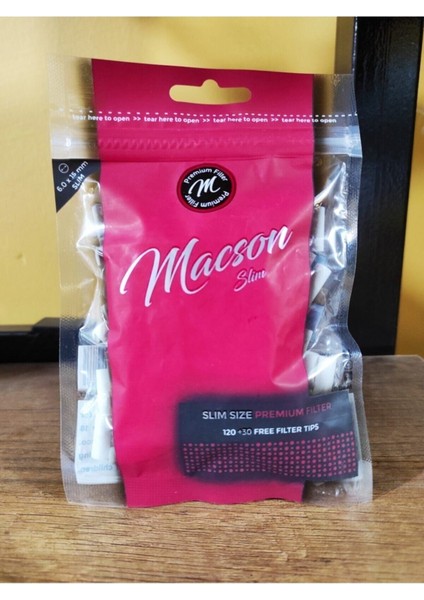 tear here to open >> tear here to open >> tear here to open >> tear here to open
6.0 x 15 mm
SLIM
Premium Filter
M
Premium Filter
Macson
Slim
SLIM SIZE PREMIUM FILTER
120 +30 FREE FILTER TIPS